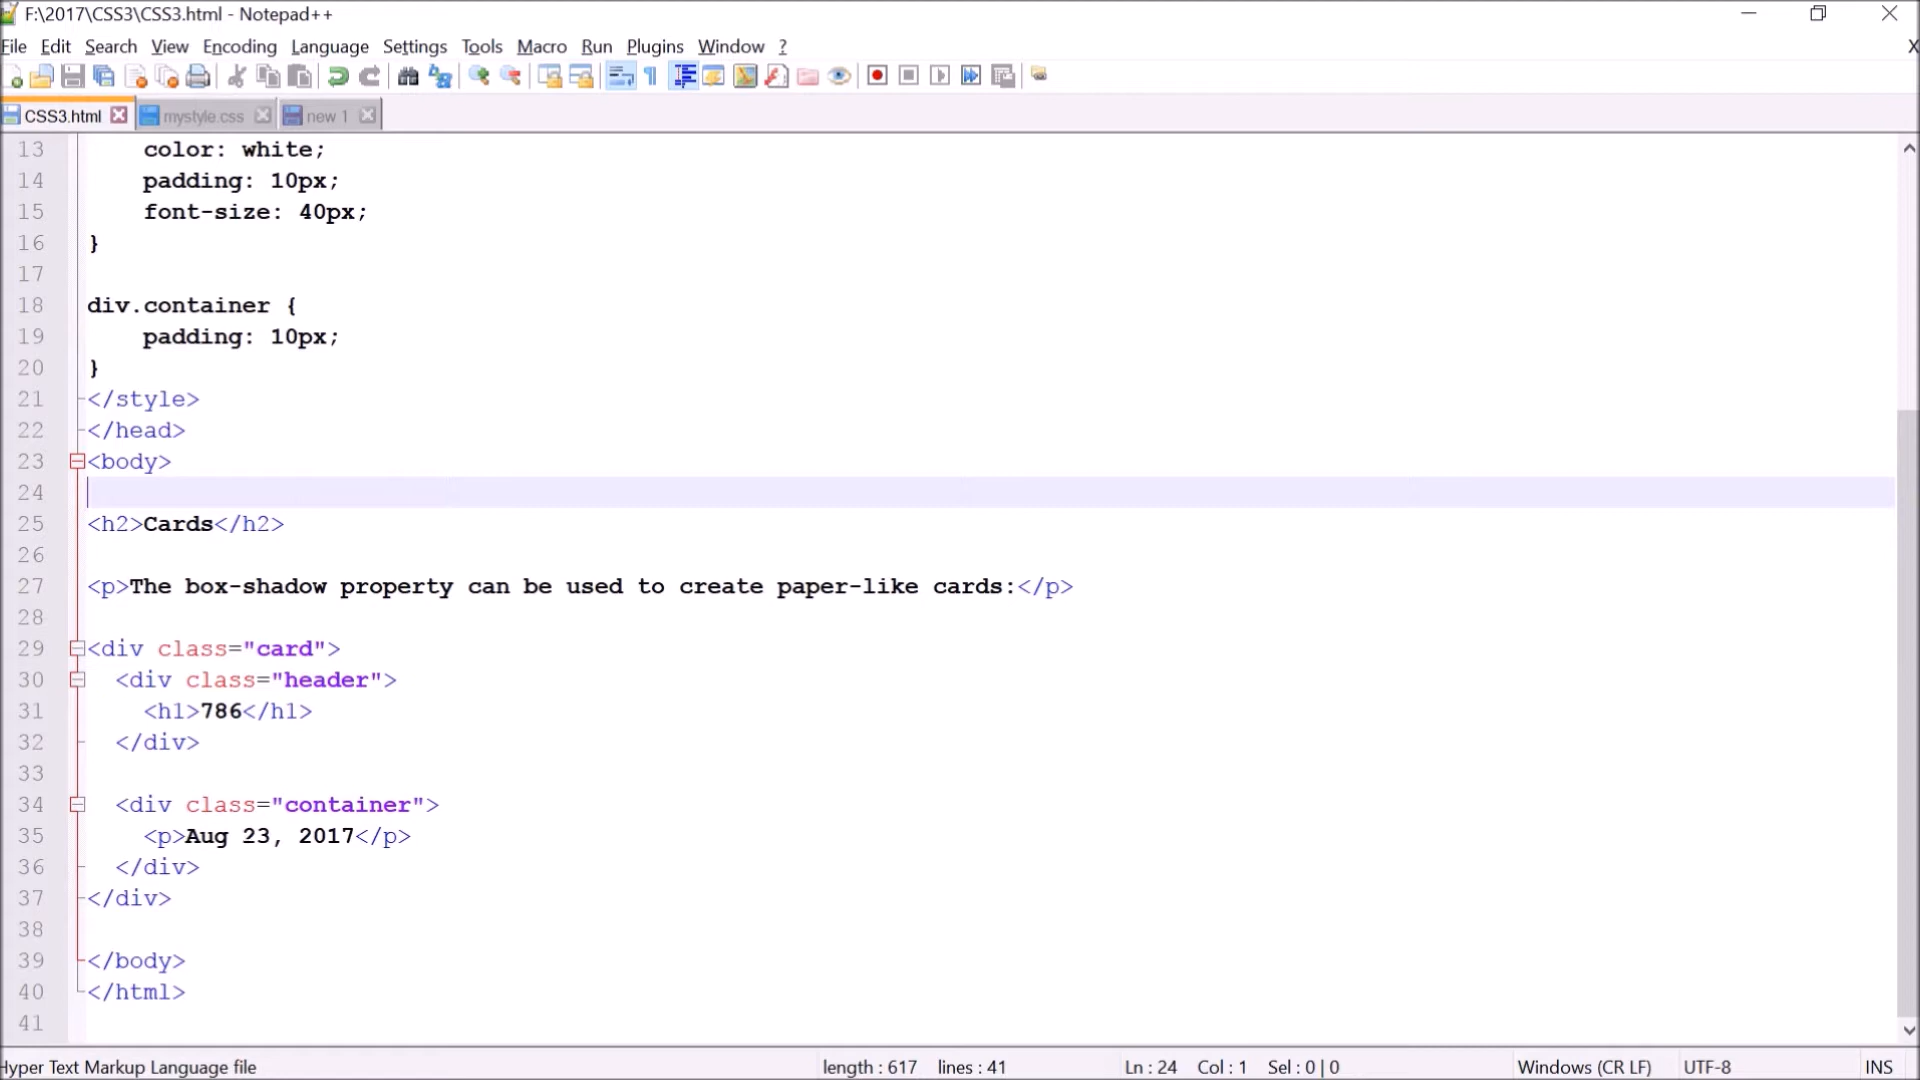 F:\2017\CSS3\CSS3.html - Notepad++
File Edit Search View Encoding Language Settings Tools Macro Run Plugins Window ? X
CSS3.html mystyle.css new 1
13 color: white;
14 padding: 10px;
15 font-size: 40px;
16 }
17
18 div.container {
19 padding: 10px;
20 }
21 </style>
22 </head>
23 <body>
24
25 <h2>Cards</h2>
26
27 <p>The box-shadow property can be used to create paper-like cards:</p>
28
29 <div class="card">
30 <div class="header">
31 <h1>786</h1>
32 </div>
33
34 <div class="container">
35 <p>Aug 23, 2017</p>
36 </div>
37 </div>
38
39 </body>
40 </html>
41
Hyper Text Markup Language file length : 617 lines : 41 Ln : 24 Col : 1 Sel : 0 | 0 Windows (CR LF) UTF-8 INS